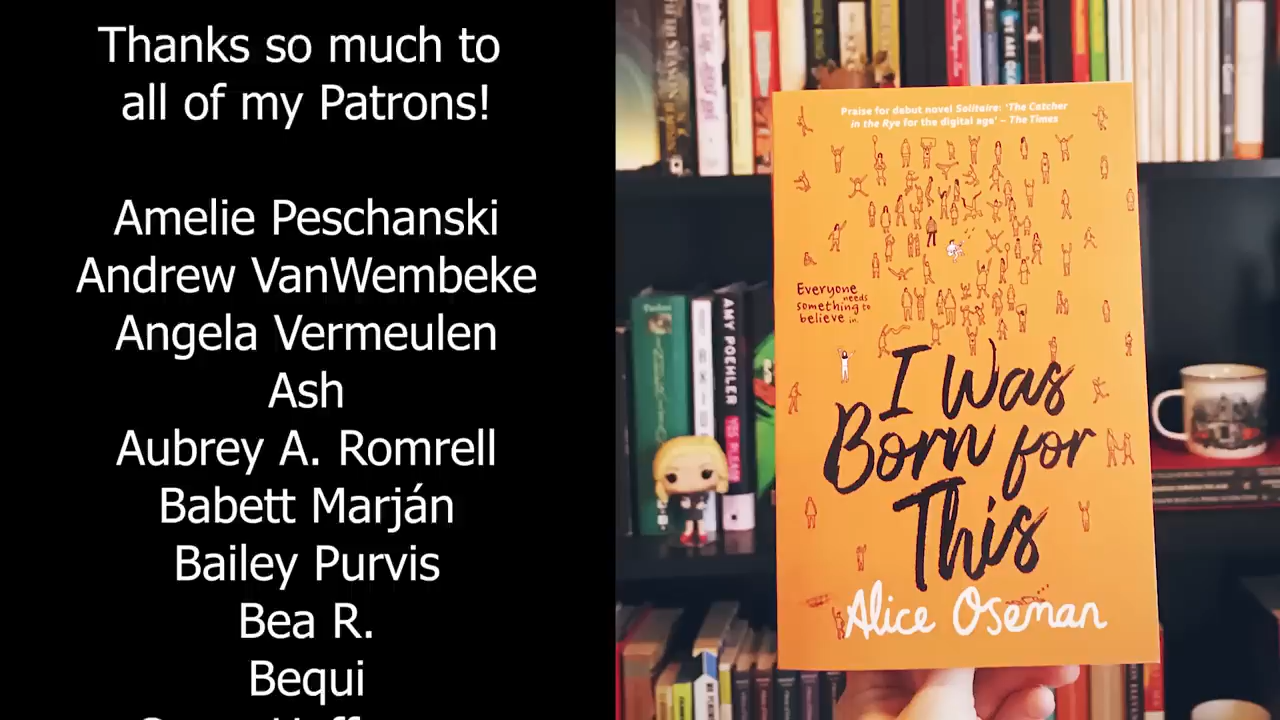 Thanks so much to
all of my Patrons!
Amelie Peschanski
Andrew VanWembeke
Angela Vermeulen
Ash
Aubrey A. Romrell
Babett Marján
Bailey Purvis
Bea R.
Bequi
Praise for debut novel Solitaire: 'The Catcher
in the Rye for the digital age' – The Times
Everyone
needs
something to
believe in.
I Was
Born for
This
Alice Oseman
AMY POEHLER
YES PLEASE